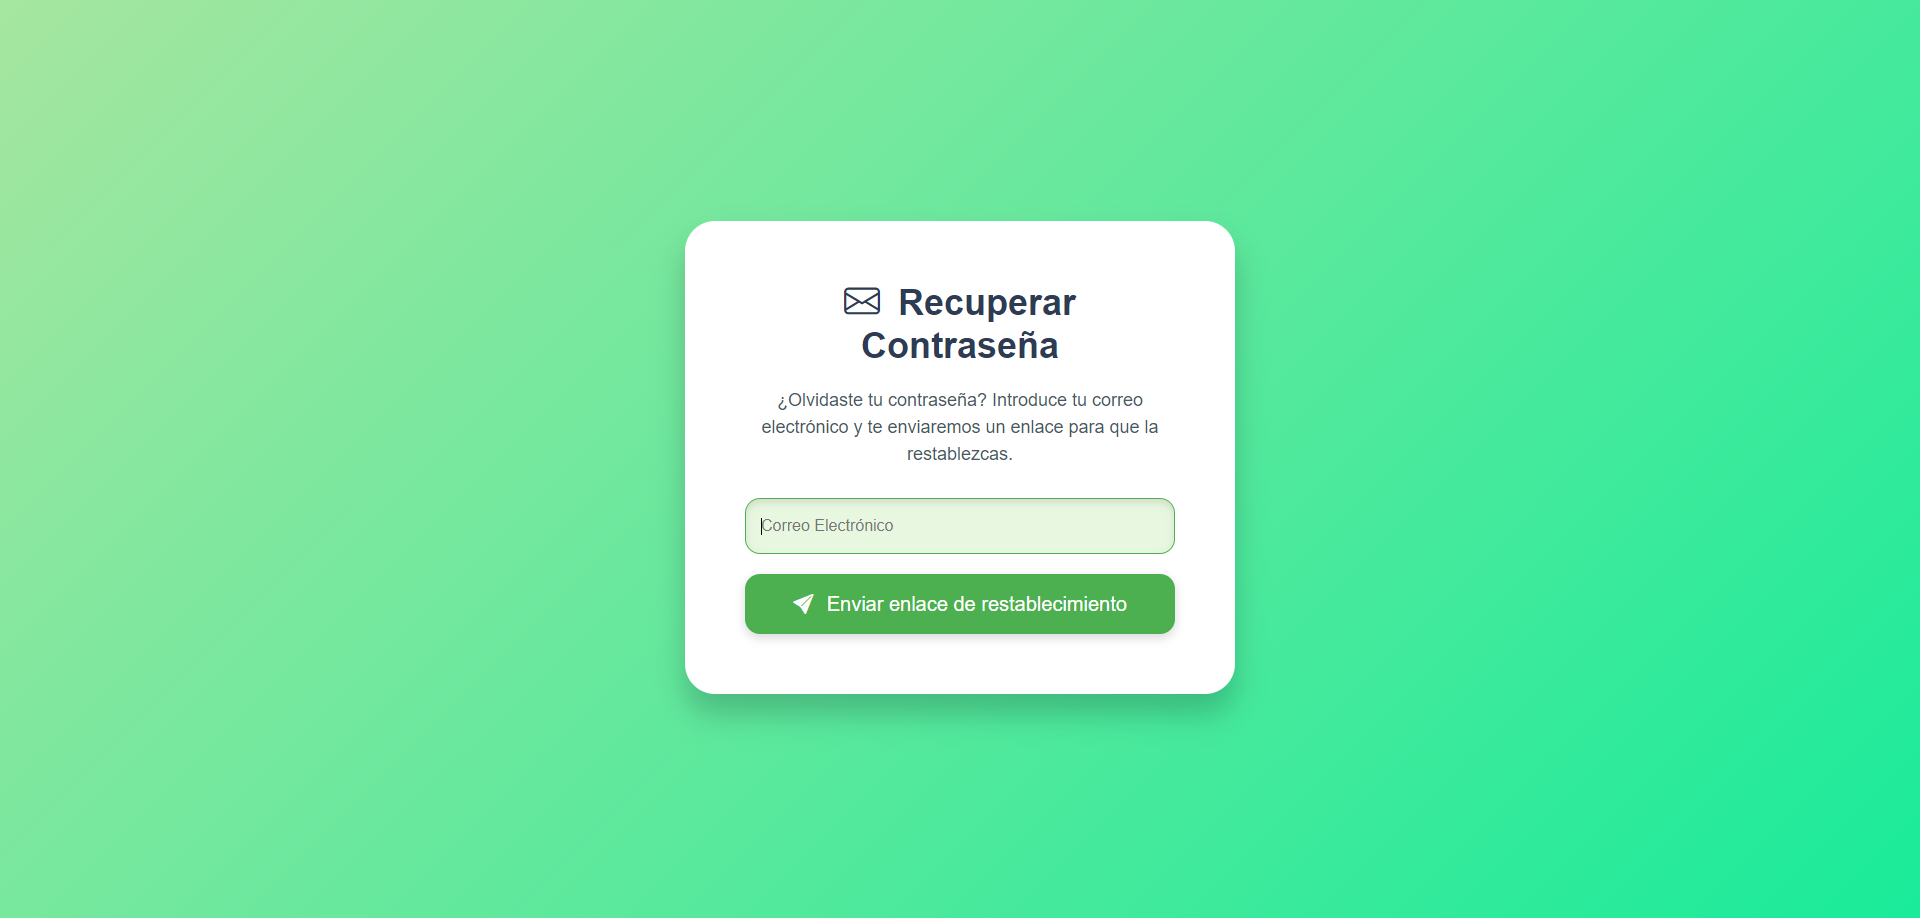 Recuperar
Contraseña
¿Olvidaste tu contraseña? Introduce tu correo
electrónico y te enviaremos un enlace para que la
restablezcas.
Correo Electrónico
Enviar enlace de restablecimiento